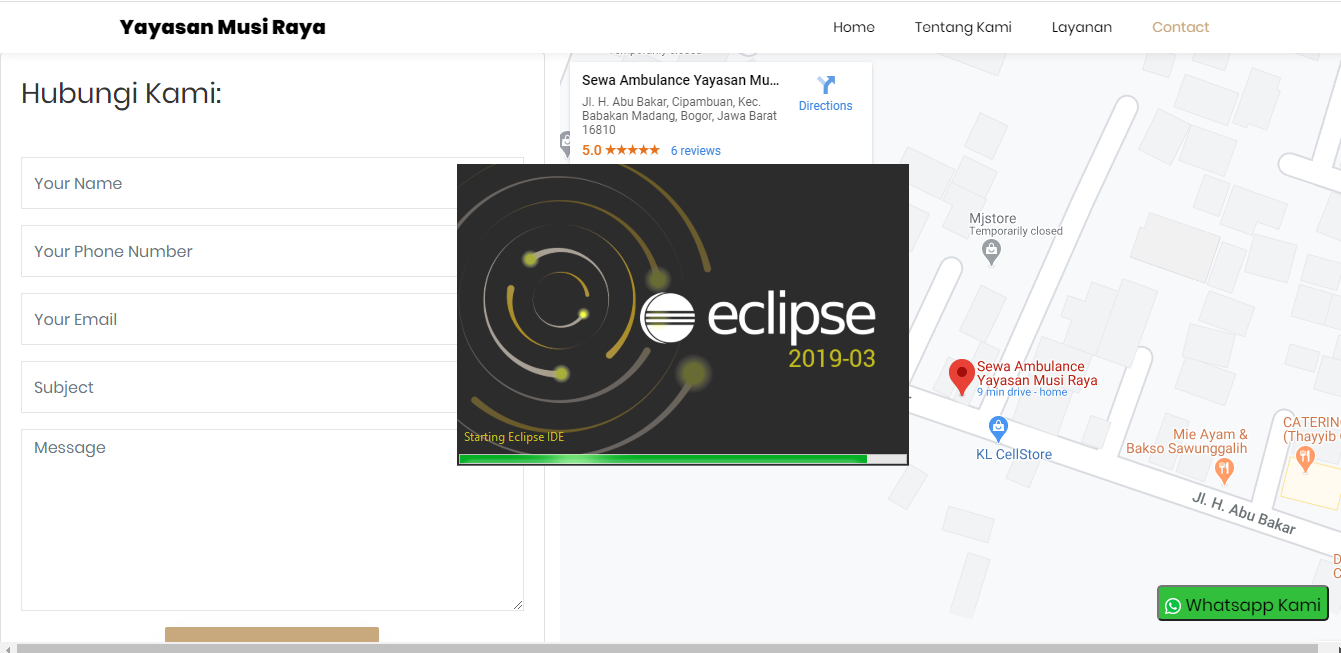 Yayasan Musi Raya
Home
Tentang Kami
Layanan
Contact
Temporarily closed
Hubungi Kami:
Your Name
Your Phone Number
Your Email
Subject
Message
Sewa Ambulance Yayasan Mu...
Jl. H. Abu Bakar, Cipambuan, Kec.
Babakan Madang, Bogor, Jawa Barat
16810
Directions
5.0
6 reviews
eclipse
2019-03
Starting Eclipse IDE
Mjstore
Temporarily closed
Sewa Ambulance
Yayasan Musi Raya
9 min drive - home
KL CellStore
Mie Ayam &
Bakso Sawunggalih
CATERIN
(Thayyib
Jl. H. Abu Bakar
Whatsapp Kami